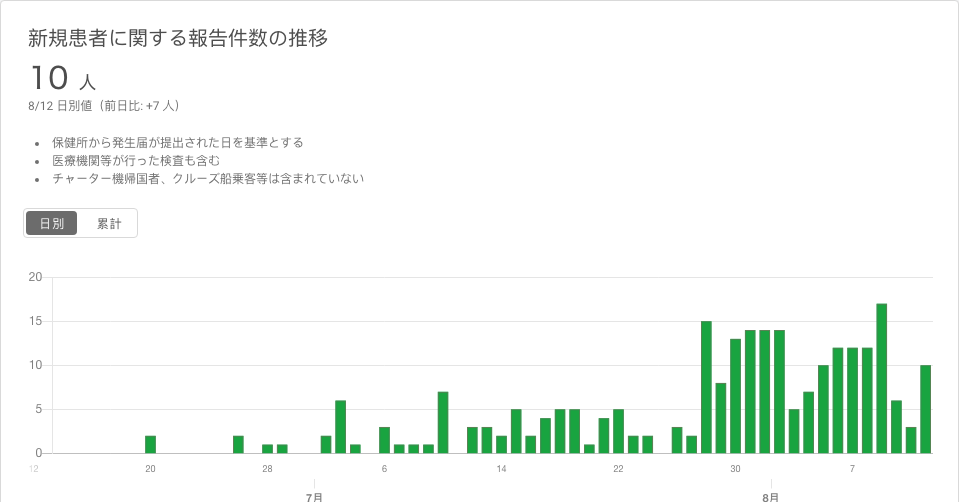 新規患者に関する報告件数の推移
10 人
8/12 日別値（前日比: +7 人）
保健所から発生届が提出された日を基準とする
医療機関等が行った検査も含む
チャーター機帰国者、クルーズ船乗客等は含まれていない
日別 累計
20
15
10
5
0
12 20 28 6 14 22 30 7
7月 8月